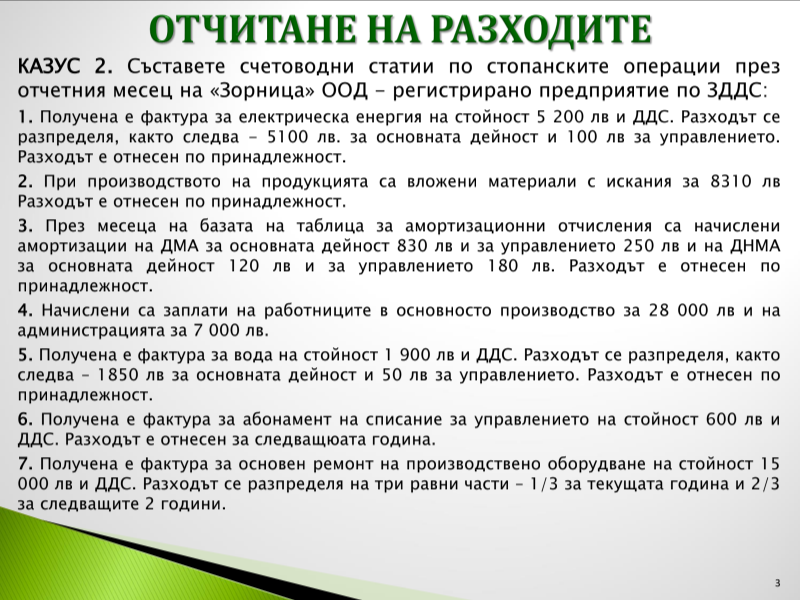 ОТЧИТАНЕ НА РАЗХОДИТЕ
КАЗУС 2. Съставете счетоводни статии по стопанските операции през
отчетния месец на «Зорница» ООД – регистрирано предприятие по ЗДДС:
1. Получена е фактура за електрическа енергия на стойност 5 200 лв и ДДС. Разходът се
разпределя, както следва – 5100 лв. за основната дейност и 100 лв за управлението.
Разходът е отнесен по принадлежност.
2. При производството на продукцията са вложени материали с искания за 8310 лв
Разходът е отнесен по принадлежност.
3. През месеца на базата на таблица за амортизационни отчисления са начислени
амортизации на ДМА за основната дейност 830 лв и за управлението 250 лв и на ДНМА
за основната дейност 120 лв и за управлението 180 лв. Разходът е отнесен по
принадлежност.
4. Начислени са заплати на работниците в основността производство за 28 000 лв и на
администрацията за 7 000 лв.
5. Получена е фактура за вода на стойност 1 900 лв и ДДС. Разходът се разпределя, както
следва – 1850 лв за основната дейност и 50 лв за управлението. Разходът е отнесен по
принадлежност.
6. Получена е фактура за абонамент на списание за управлението на стойност 600 лв и
ДДС. Разходът е отнесен за следващюата година.
7. Получена е фактура за основен ремонт на производствено оборудване на стойност 15
000 лв и ДДС. Разходът се разпределя на три равни части – 1/3 за текущата година и 2/3
за следващите 2 години.
3